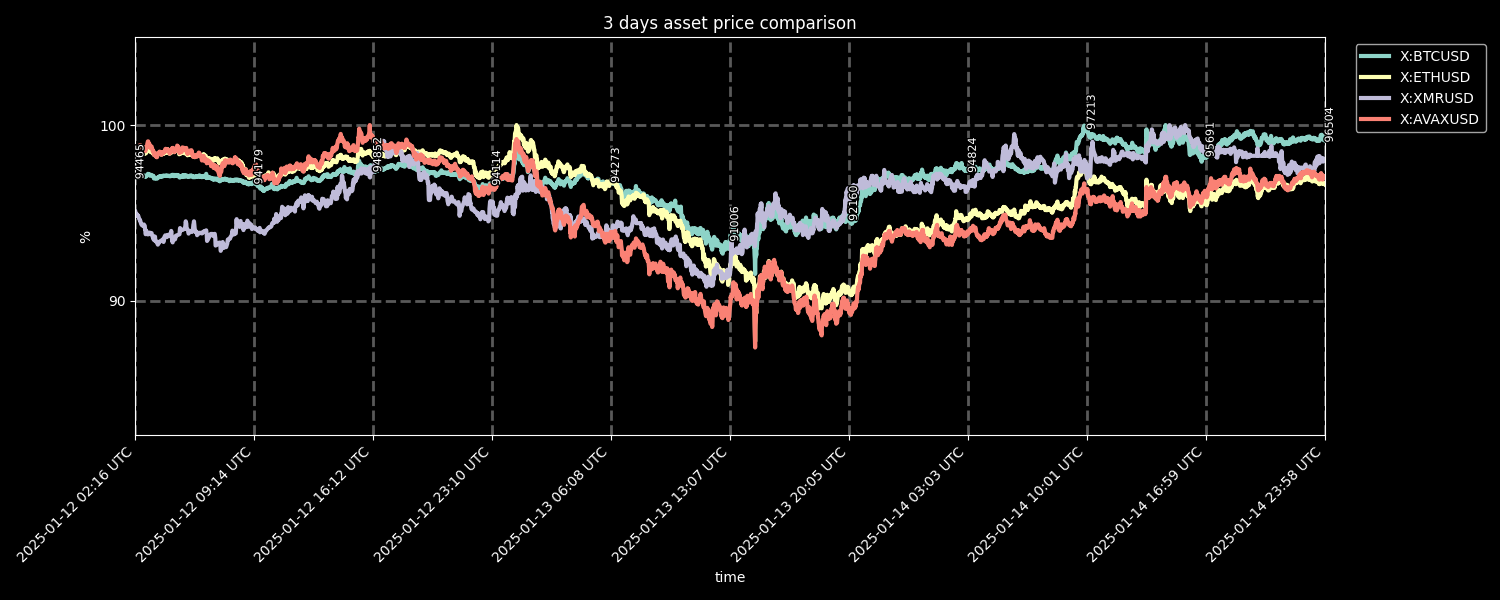 3 days asset price comparison
X:BTCUSD
X:ETHUSD
X:XMRUSD
X:AVAXUSD
100
90
%
94465
94179
94852
94114
94273
91006
92160
94824
97213
95691
96504
2025-01-12 02:16 UTC
2025-01-12 09:14 UTC
2025-01-12 16:12 UTC
2025-01-12 23:10 UTC
2025-01-13 06:08 UTC
2025-01-13 13:07 UTC
2025-01-13 20:05 UTC
2025-01-14 03:03 UTC
2025-01-14 10:01 UTC
2025-01-14 16:59 UTC
2025-01-14 23:58 UTC
time